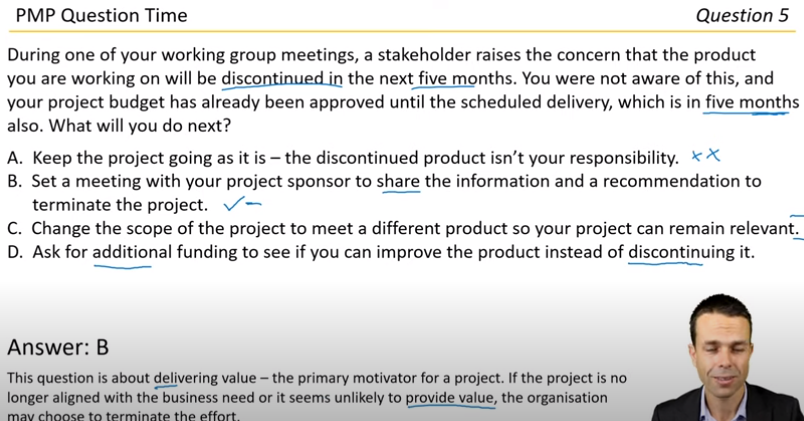 PMP Question Time
Question 5
During one of your working group meetings, a stakeholder raises the concern that the product
you are working on will be discontinued in the next five months. You were not aware of this, and
your project budget has already been approved until the scheduled delivery, which is in five months
also. What will you do next?
A. Keep the project going as it is – the discontinued product isn't your responsibility.
B. Set a meeting with your project sponsor to share the information and a recommendation to
terminate the project.
C. Change the scope of the project to meet a different product so your project can remain relevant.
D. Ask for additional funding to see if you can improve the product instead of discontinuing it.
Answer: B
This question is about delivering value – the primary motivator for a project. If the project is no
longer aligned with the business need or it seems unlikely to provide value, the organisation
may choose to terminate the effort.